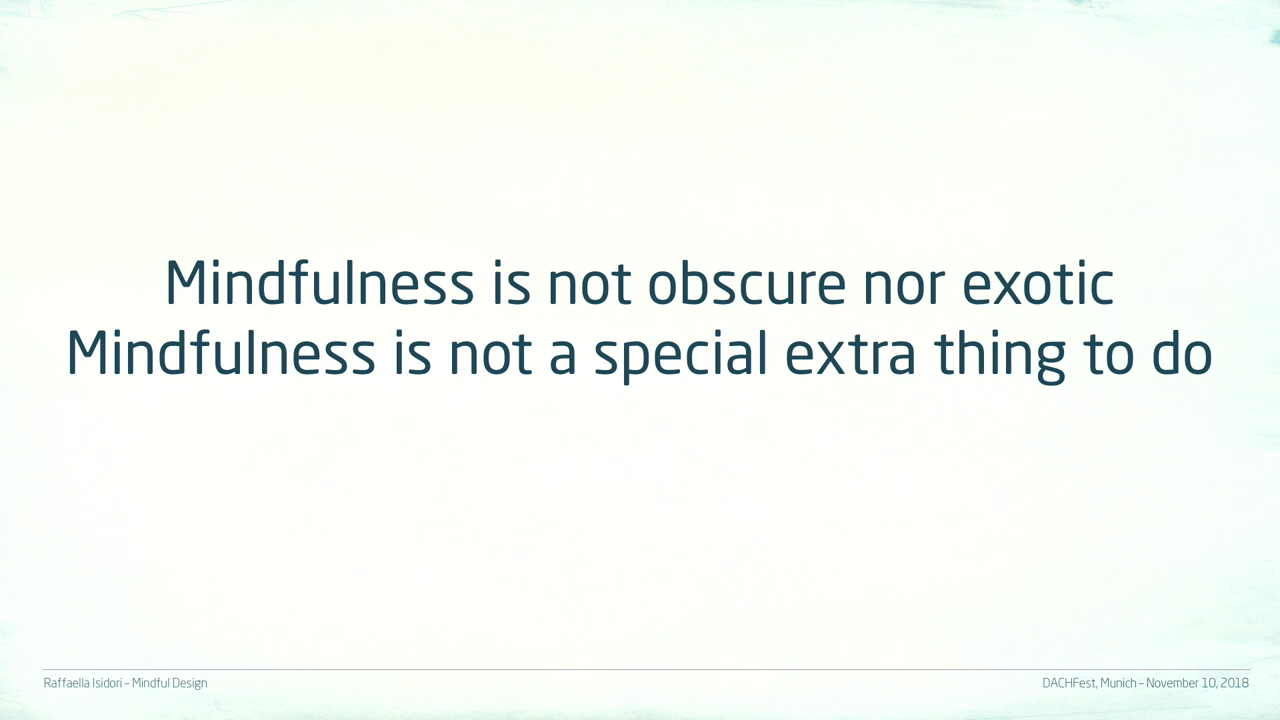 Mindfulness is not obscure nor exotic
Mindfulness is not a special extra thing to do
Raffaella Isidori – Mindful Design
DACHFest, Munich – November 10, 2018